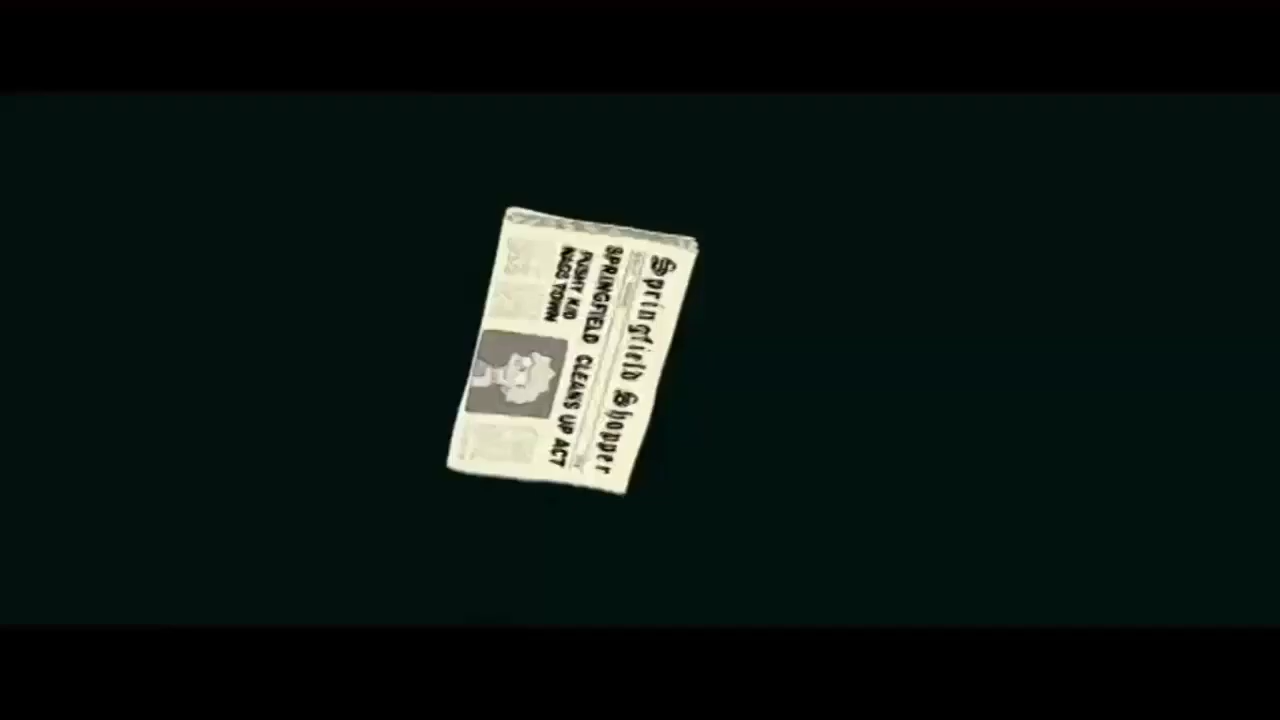 Springfield Shopper
SPRINGFIELD CLEANS UP ACT
PUSHY KID
NAGS TOWN